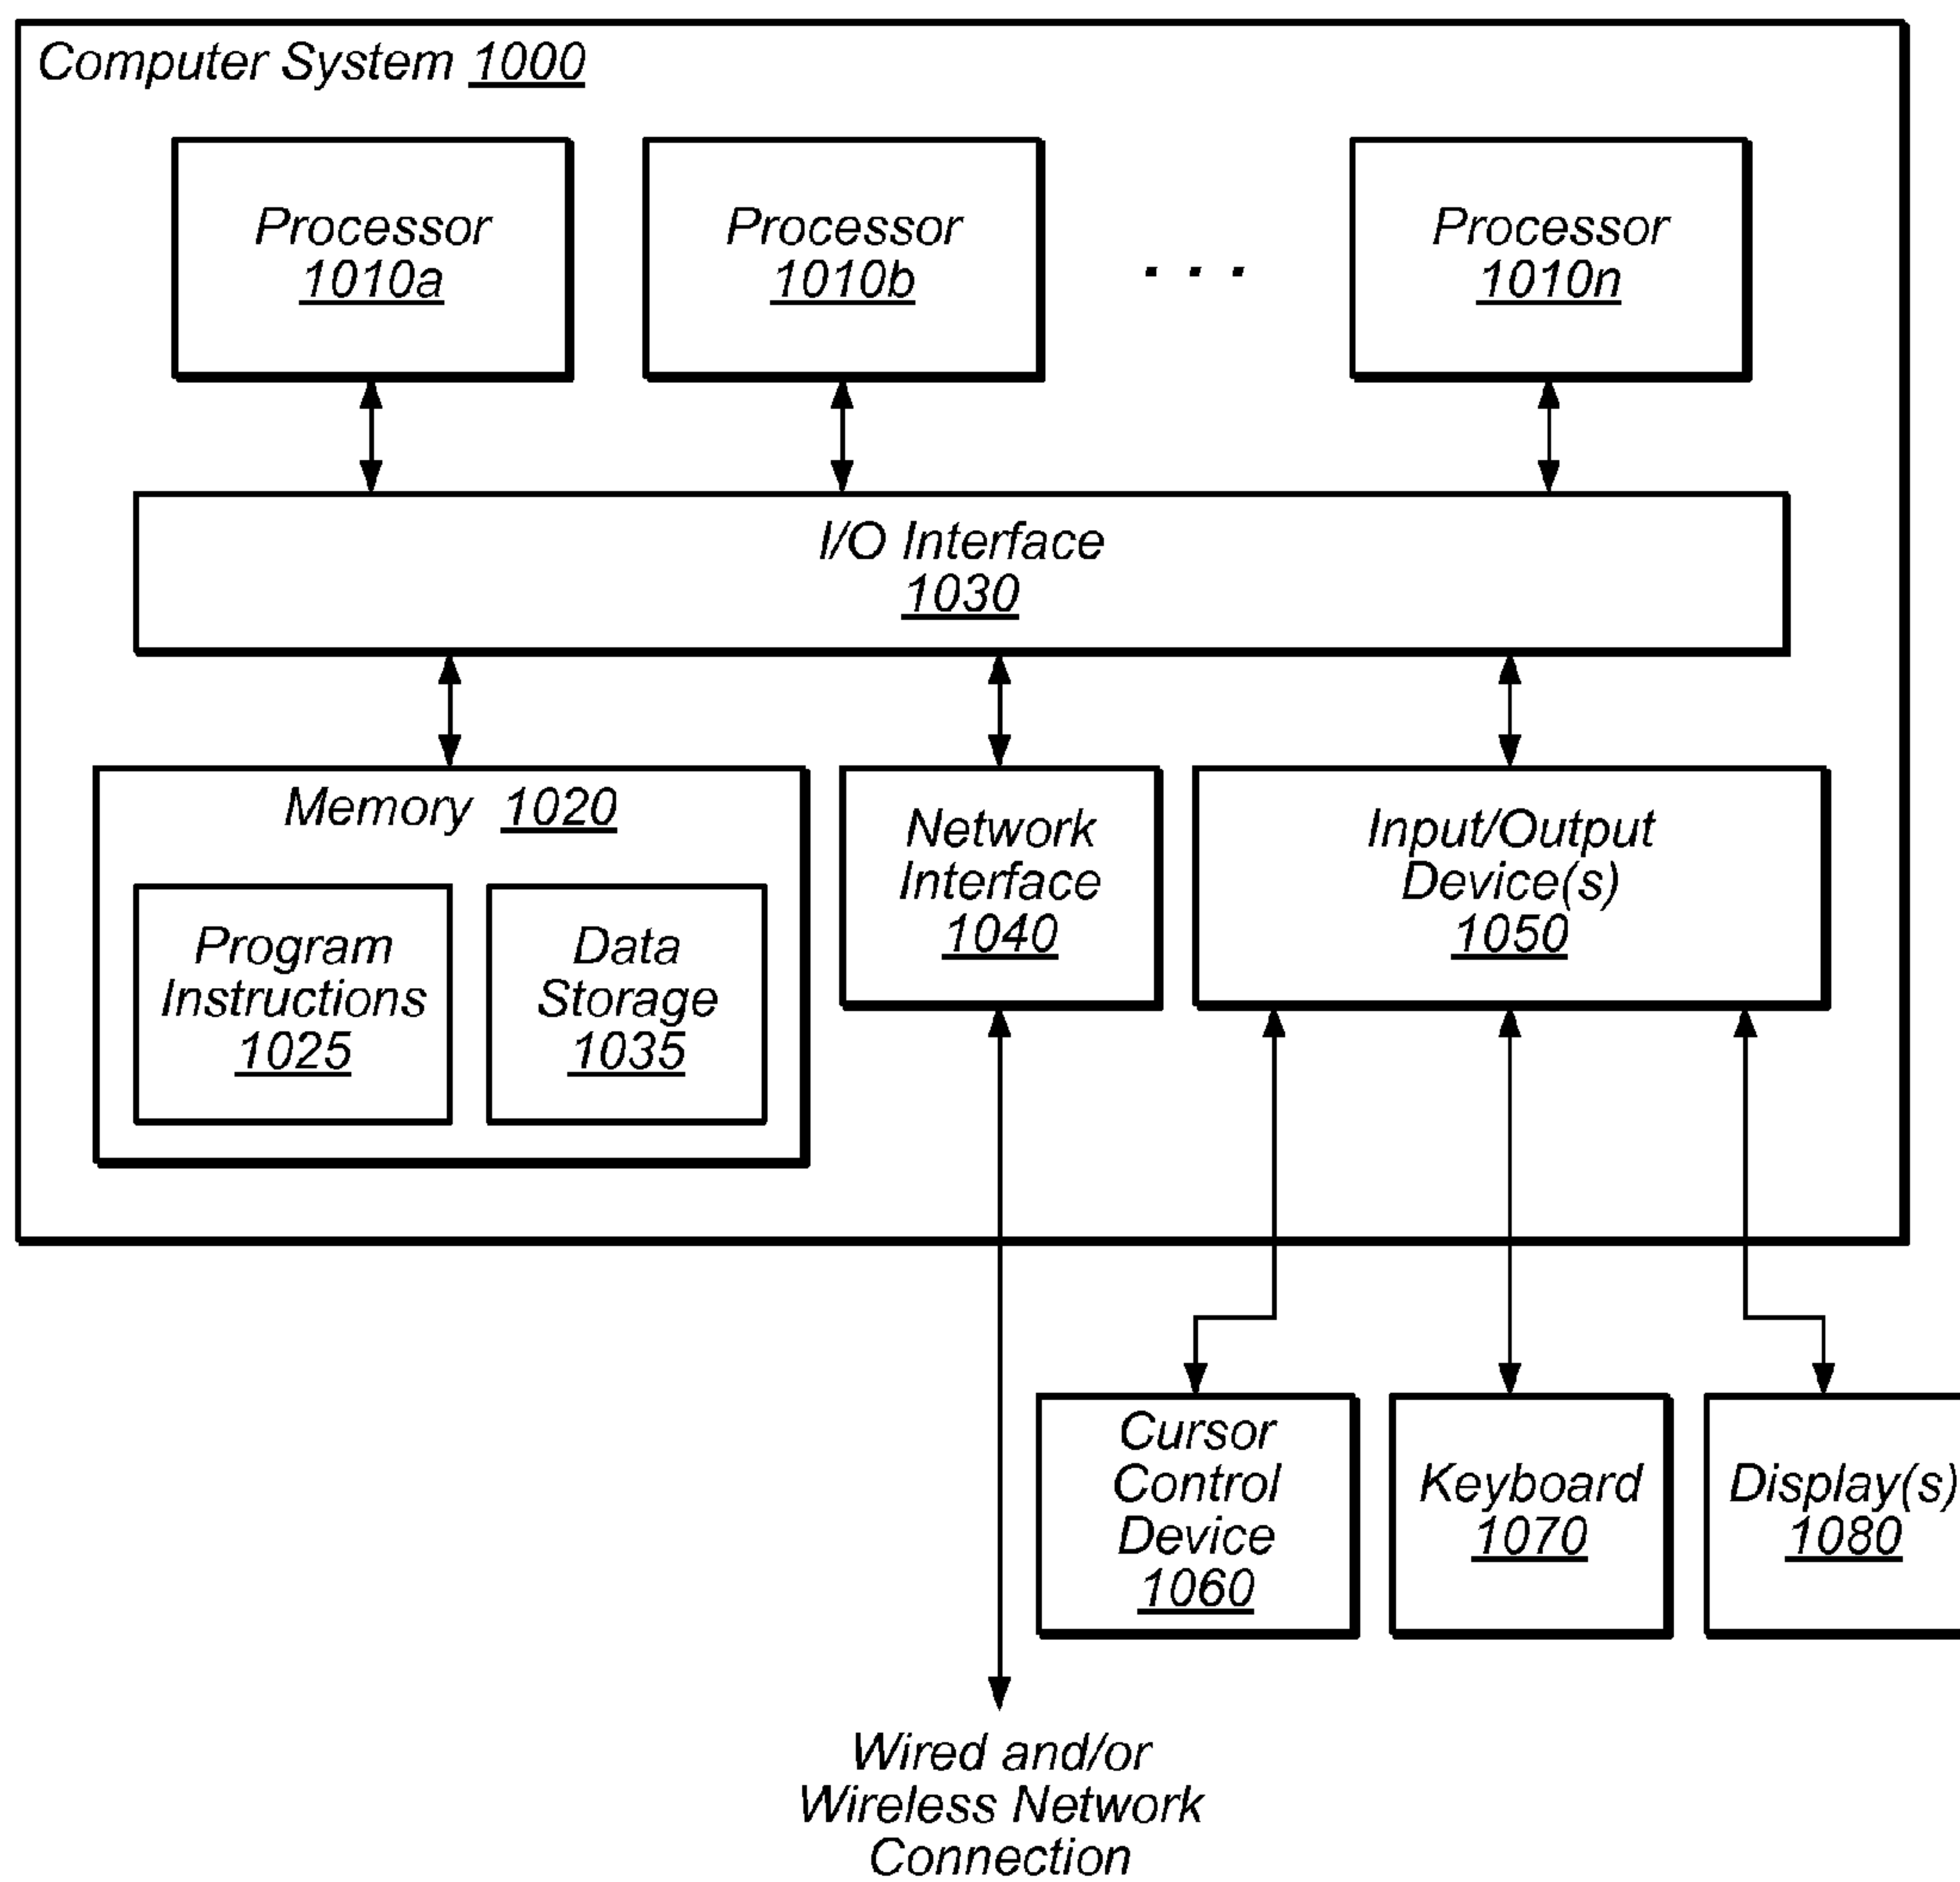 Computer System 1000
Processor
1010a
Processor
1010b
. . .
Processor
1010n
I/O Interface
1030
Memory 1020
Program
Instructions
1025
Data
Storage
1035
Network
Interface
1040
Input/Output
Device(s)
1050
Cursor
Control
Device
1060
Keyboard
1070
Display(s)
1080
Wired and/or
Wireless Network
Connection